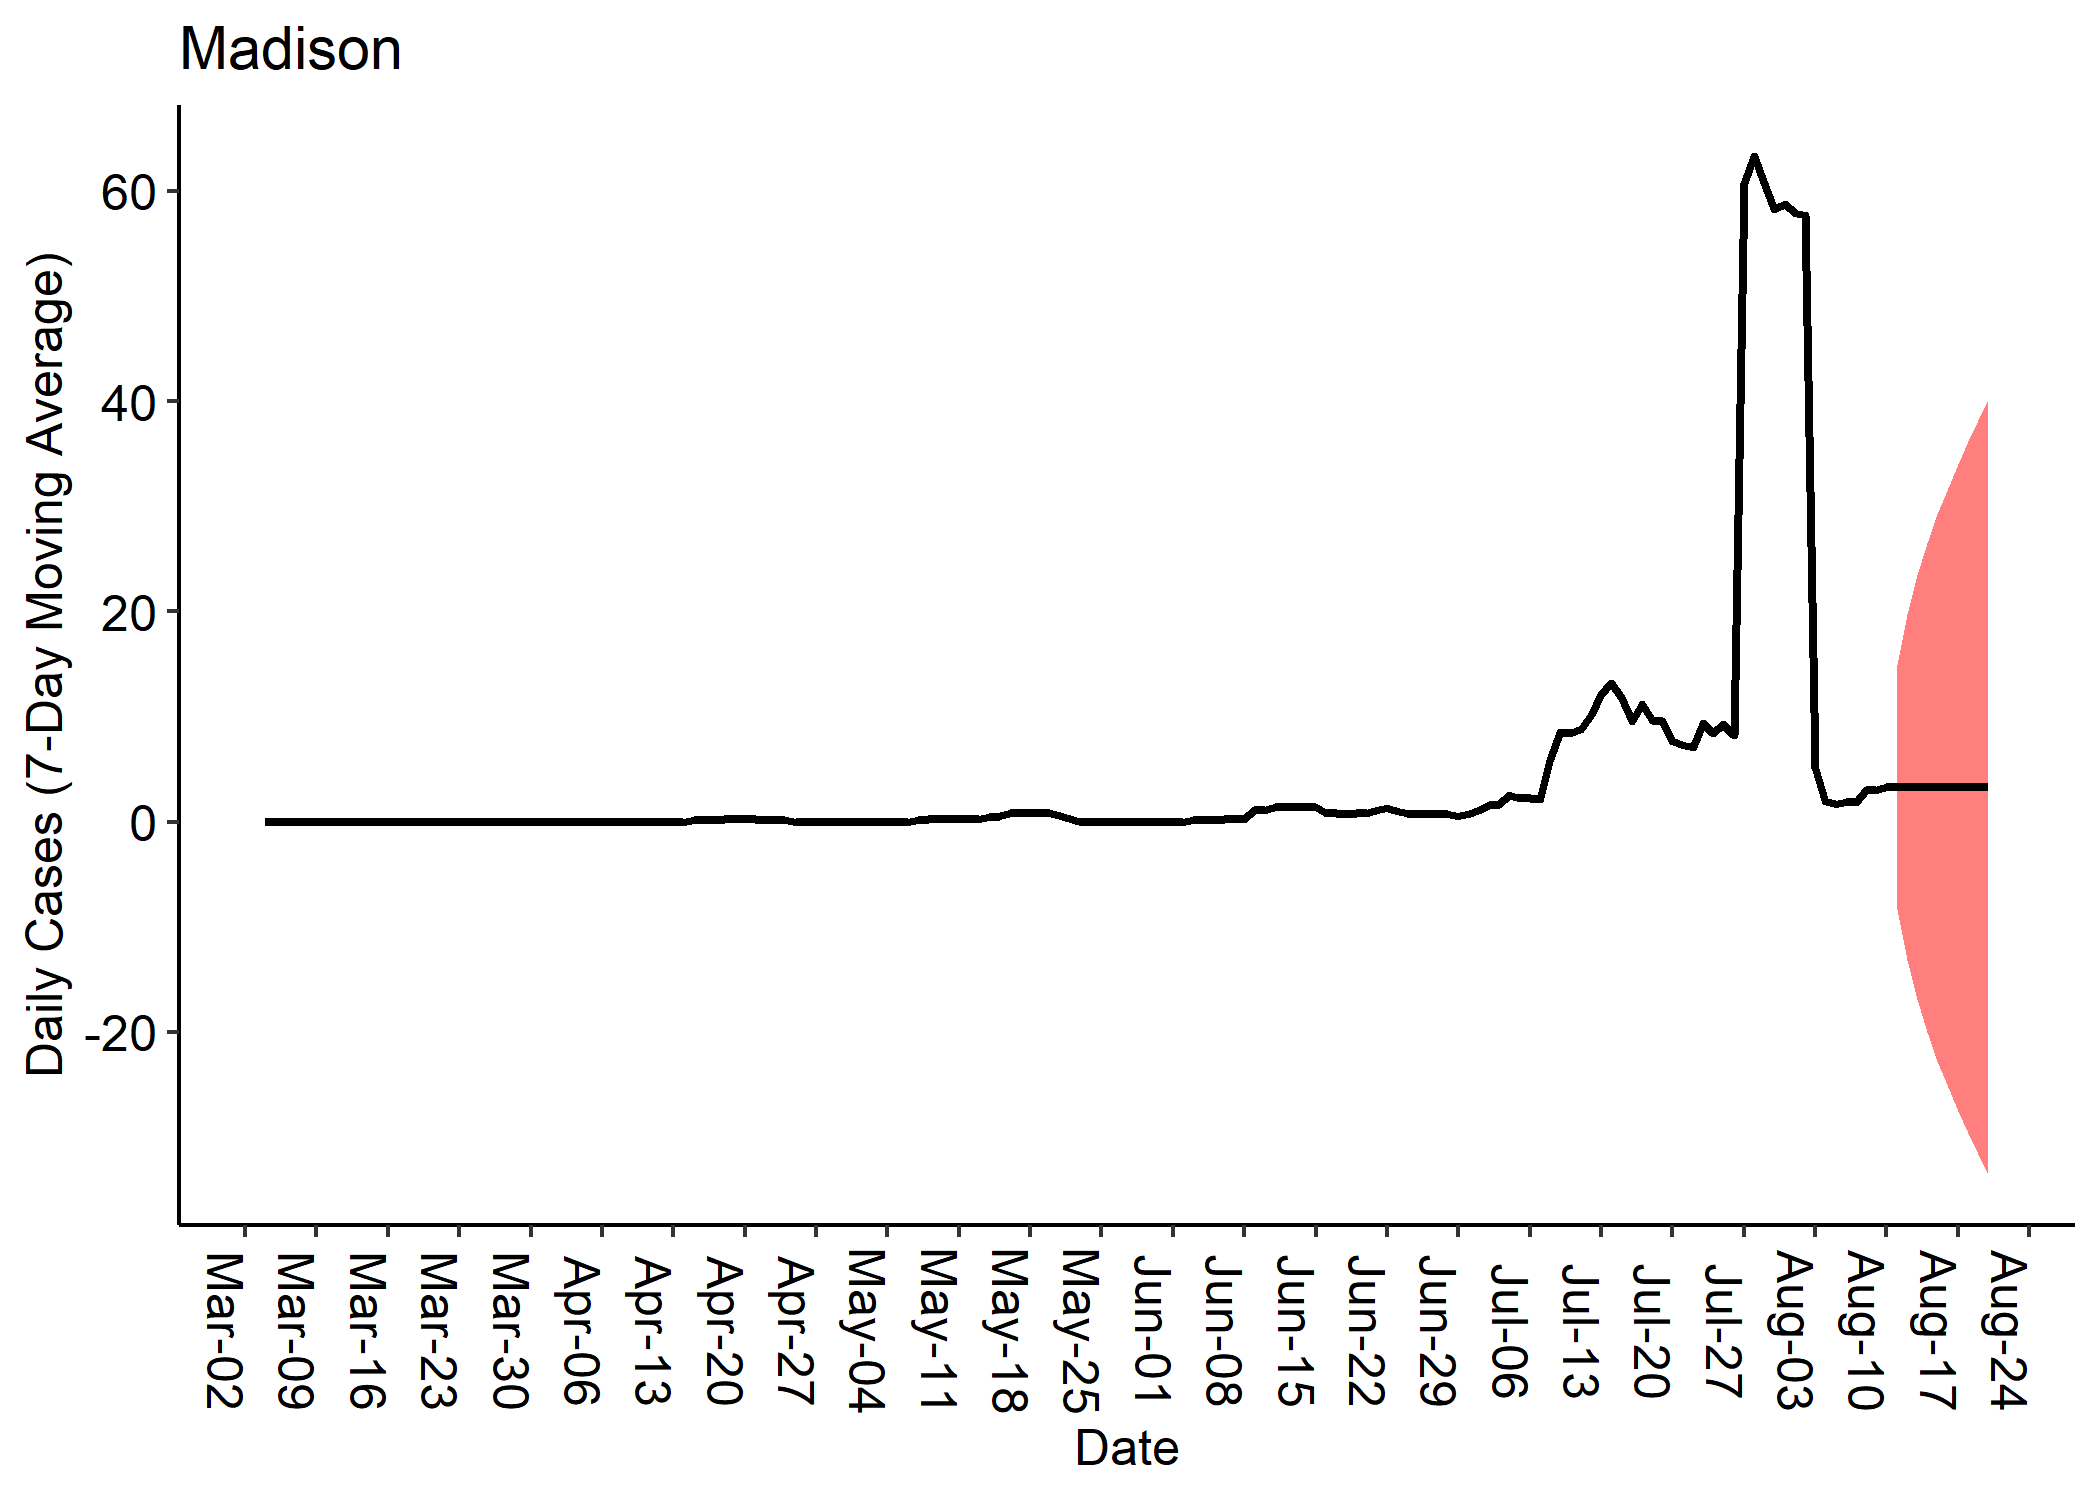 Madison
Daily Cases (7-Day Moving Average)
60
40
20
0
-20
Mar-02
Mar-09
Mar-16
Mar-23
Mar-30
Apr-06
Apr-13
Apr-20
Apr-27
May-04
May-11
May-18
May-25
Jun-01
Jun-08
Jun-15
Jun-22
Jun-29
Jul-06
Jul-13
Jul-20
Jul-27
Aug-03
Aug-10
Aug-17
Aug-24
Date